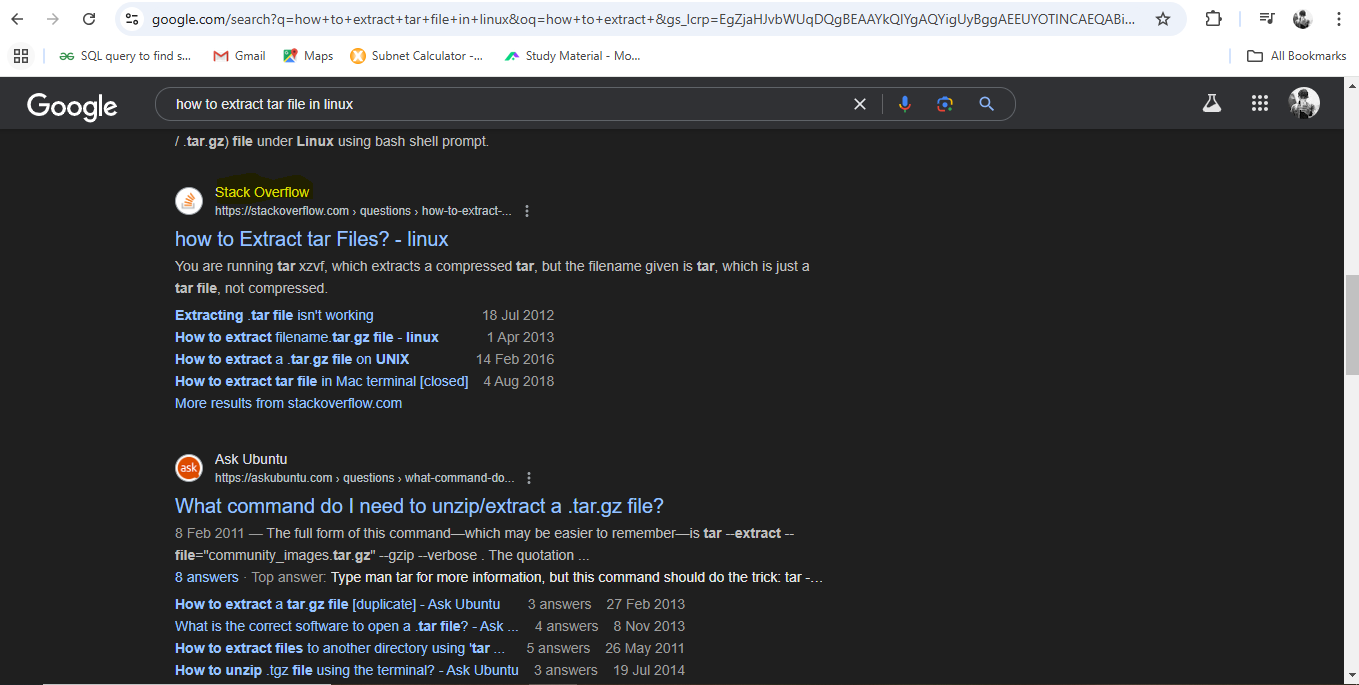 google.com/search?q=how+to+extract+tar+file+in+linux&oq=how+to+extract+&gs_lcrp=EgZjaHJvbWUqDQgBEAAYkQIYgAQYigUyBggAEEUYOTINCAEQABi...
SQL query to find s... Gmail Maps Subnet Calculator -... Study Material - Mo... All Bookmarks
Google how to extract tar file in linux
/ .tar.gz) file under Linux using bash shell prompt.
Stack Overflow
https://stackoverflow.com › questions › how-to-extract-...
how to Extract tar Files? - linux
You are running tar xzvf, which extracts a compressed tar, but the filename given is tar, which is just a
tar file, not compressed.
Extracting .tar file isn't working 18 Jul 2012
How to extract filename.tar.gz file - linux 1 Apr 2013
How to extract a .tar.gz file on UNIX 14 Feb 2016
How to extract tar file in Mac terminal [closed] 4 Aug 2018
More results from stackoverflow.com
ask
Ask Ubuntu
https://askubuntu.com › questions › what-command-do...
What command do I need to unzip/extract a .tar.gz file?
8 Feb 2011 — The full form of this command—which may be easier to remember—is tar --extract --
file="community_images.tar.gz" --gzip --verbose . The quotation ...
8 answers · Top answer: Type man tar for more information, but this command should do the trick: tar -...
How to extract a tar.gz file [duplicate] - Ask Ubuntu 3 answers 27 Feb 2013
What is the correct software to open a .tar file? - Ask ... 4 answers 8 Nov 2013
How to extract files to another directory using 'tar ... 5 answers 26 May 2011
How to unzip .tgz file using the terminal? - Ask Ubuntu 3 answers 19 Jul 2014